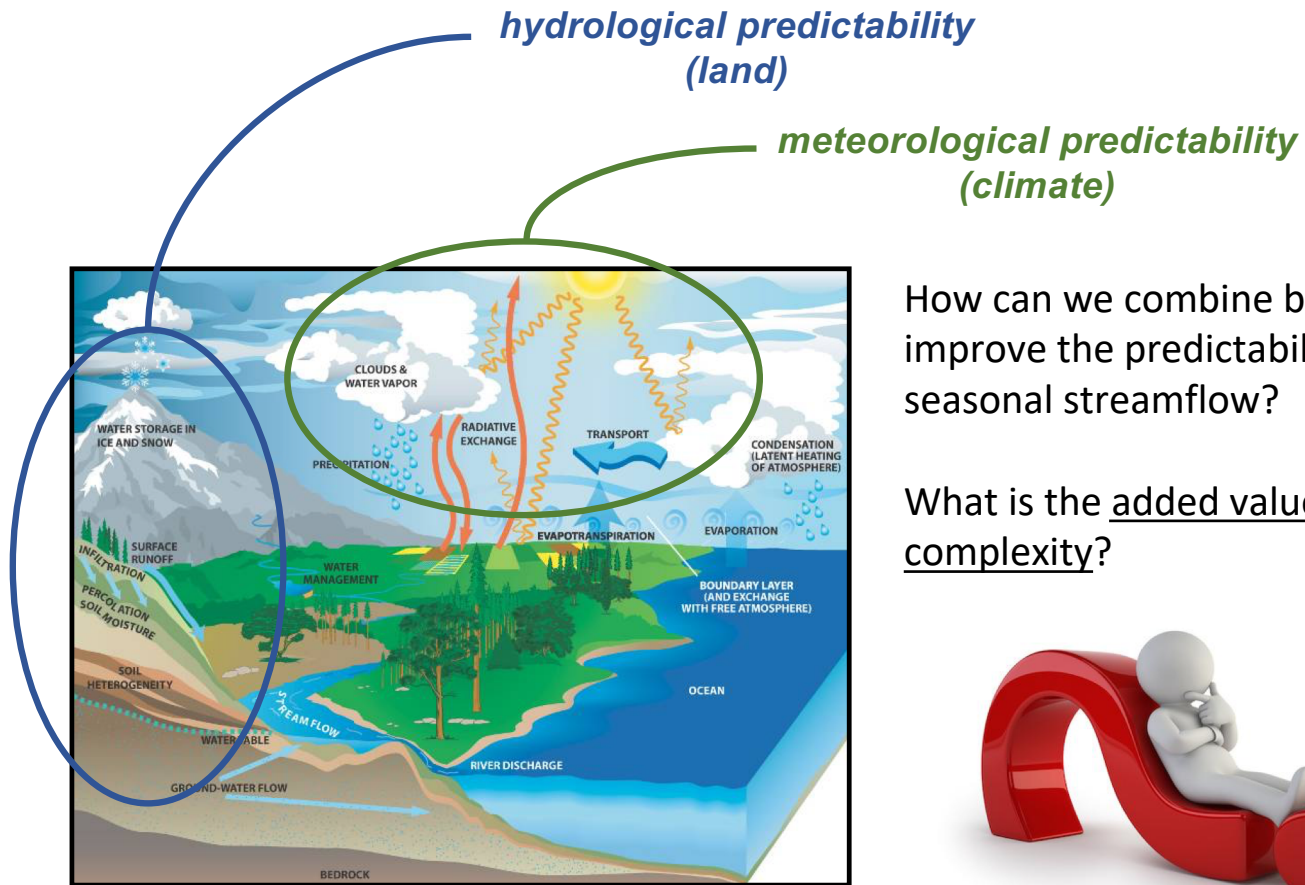 hydrological predictability
(land)
meteorological predictability
(climate)
How can we combine b
improve the predictabil
seasonal streamflow?
What is the added value
complexity?
CLOUDS &
WATER VAPOR
WATER STORAGE IN
ICE AND SNOW
RADIATIVE
EXCHANGE
TRANSPORT
CONDENSATION
(LATENT HEATING
OF ATMOSPHERE)
PRECIPITATION
EVAPOTRANSPIRATION
EVAPORATION
SURFACE
RUNOFF
INFILTRATION
WATER
MANAGEMENT
BOUNDARY LAYER
(AND EXCHANGE
WITH FREE ATMOSPHERE)
PERCOLATION
SOIL MOISTURE
SOIL
HETEROGENEITY
OCEAN
STREAM FLOW
WATER TABLE
RIVER DISCHARGE
GROUND-WATER FLOW
BEDROCK